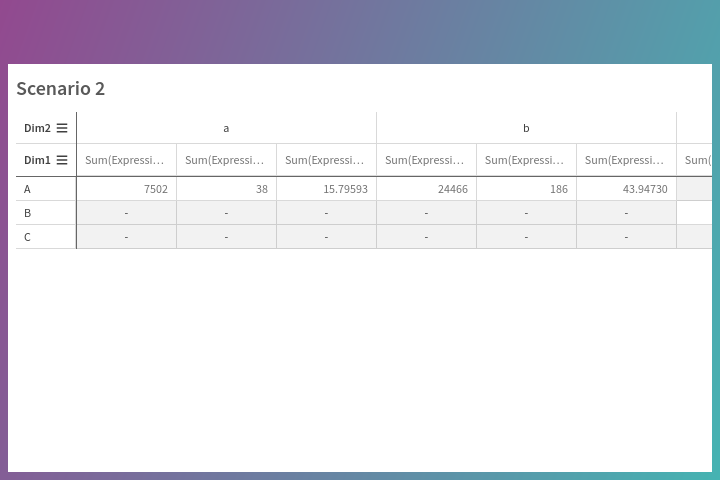 Scenario 2
Dim2 a b
Dim1 Sum(Expressi… Sum(Expressi… Sum(Expressi… Sum(Expressi… Sum(Expressi… Sum(Expressi… Sum(
A 7502 38 15.79593 24466 186 43.94730
B - - - - - -
C - - - - - -